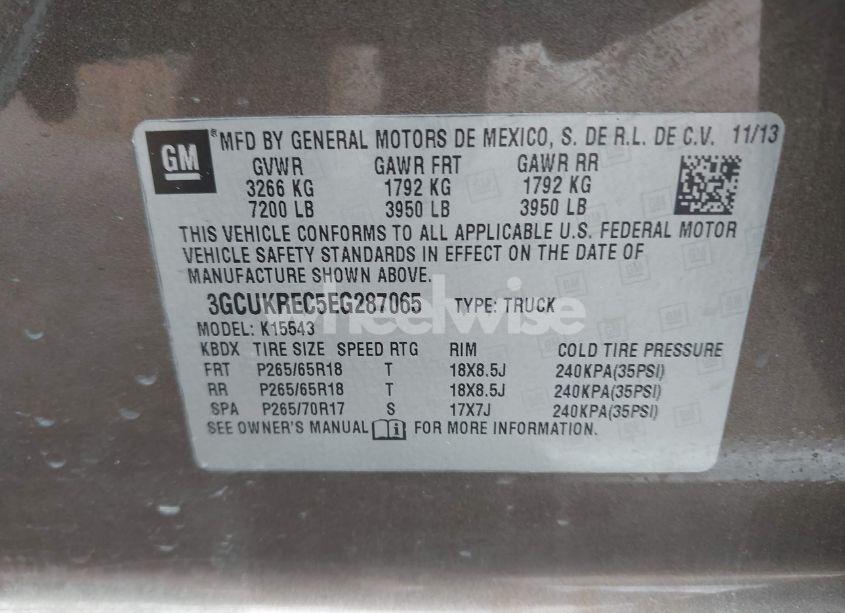 GM ® MFD BY GENERAL MOTORS DE MEXICO, S. DE R.L. DE C.V. 11/13
GVWR GAWR FRT GAWR RR
3266 KG 1792 KG 1792 KG
7200 LB 3950 LB 3950 LB
THIS VEHICLE CONFORMS TO ALL APPLICABLE U.S. FEDERAL MOTOR
VEHICLE SAFETY STANDARDS IN EFFECT ON THE DATE OF
MANUFACTURE SHOWN ABOVE.
3GCUKREC5EG287065 TYPE: TRUCK
heelwise
MODEL: K15543
KBDX TIRE SIZE SPEED RTG RIM COLD TIRE PRESSURE
FRT P265/65R18 T 18X8.5J 240KPA(35PSI)
RR P265/65R18 T 18X8.5J 240KPA(35PSI)
SPA P265/70R17 S 17X7J 240KPA(35PSI)
SEE OWNER'S MANUAL FOR MORE INFORMATION.